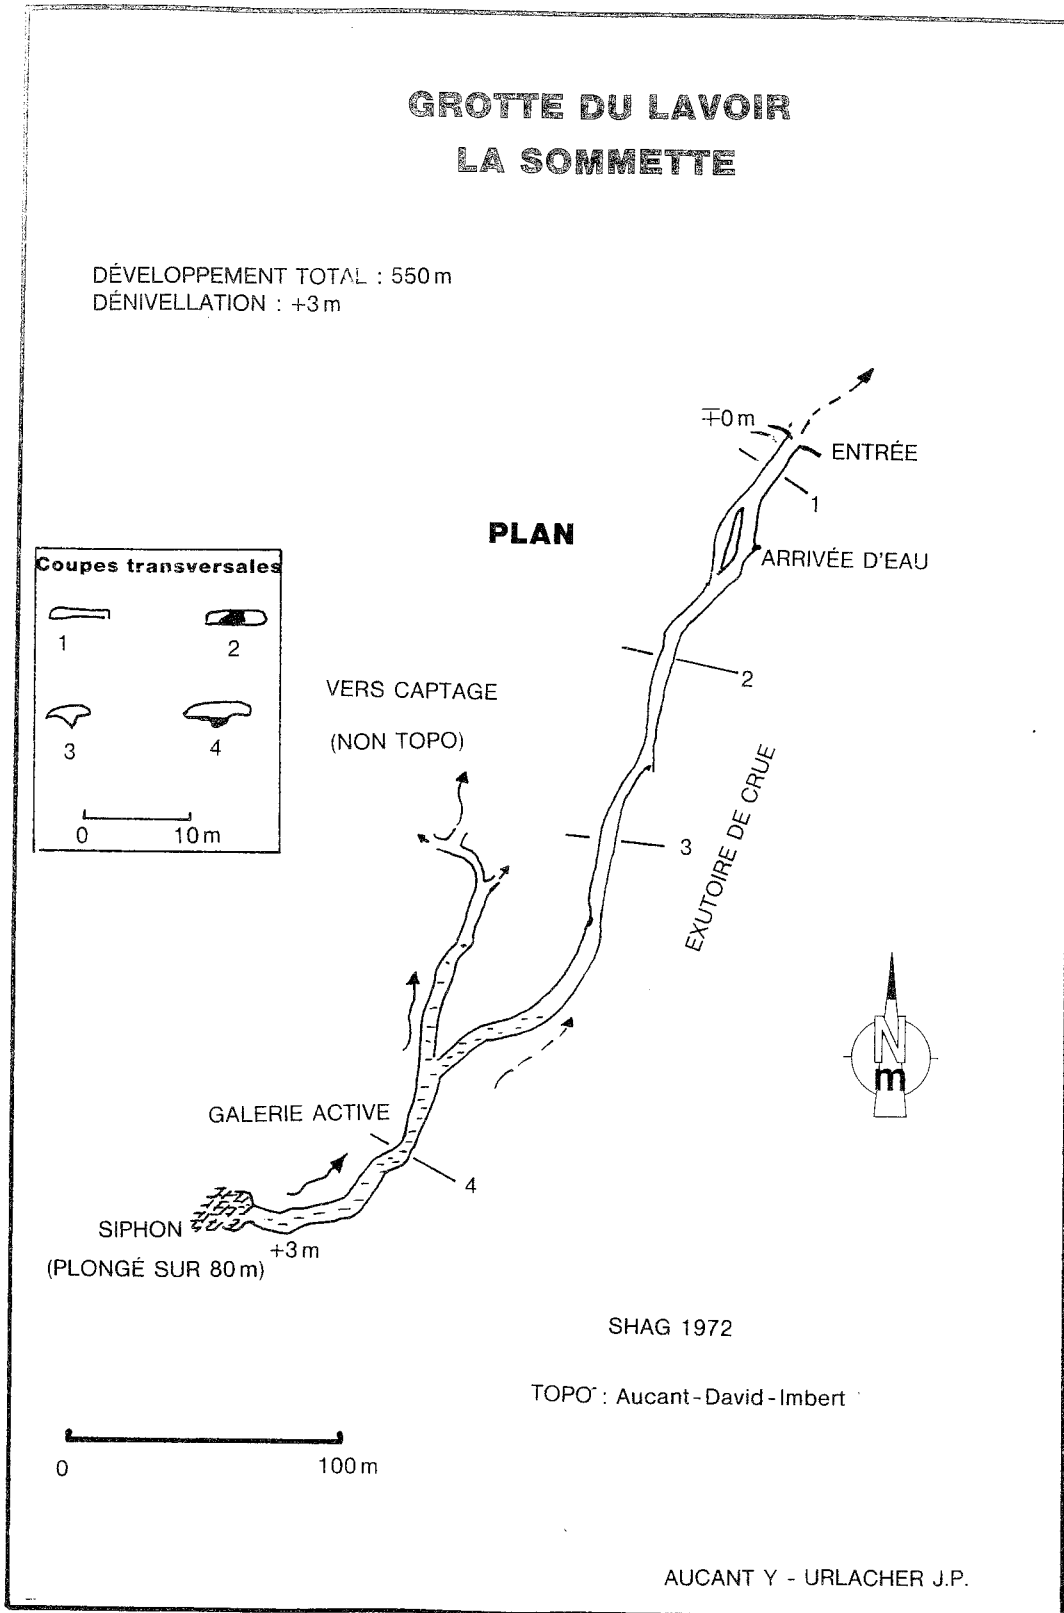 GROTTE DU LAVOIR
LA SOMMETTE
DÉVELOPPEMENT TOTAL : 550 m
DÉNIVELLATION : +3 m
∓0 m
ENTRÉE
1
PLAN
ARRIVÉE D'EAU
Coupes transversales
1
2
3
4
0 10 m
2
VERS CAPTAGE
(NON TOPO)
3
EXUTOIRE DE CRUE
N
m
GALERIE ACTIVE
4
SIPHON
+3 m
(PLONGÉ SUR 80 m)
SHAG 1972
TOPO : Aucant - David - Imbert
0 100 m
AUCANT Y - URLACHER J.P.